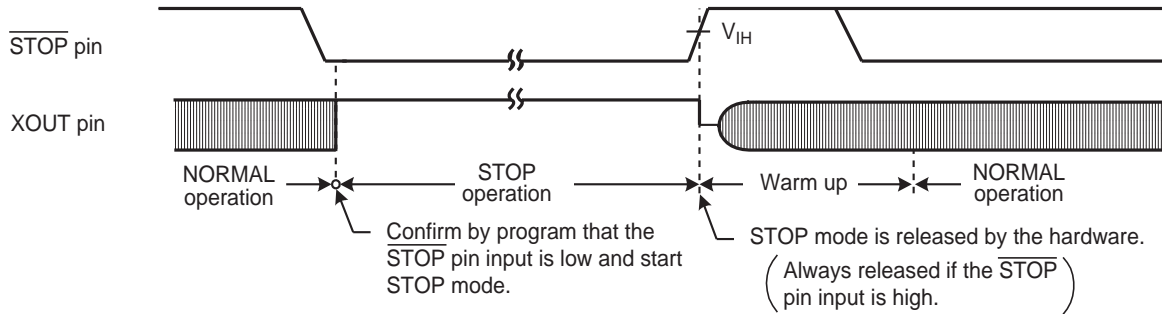 STOP pin
VIH
XOUT pin
NORMAL
operation
STOP
operation
Warm up
NORMAL
operation
Confirm by program that the
STOP pin input is low and start
STOP mode.
STOP mode is released by the hardware.
Always released if the STOP
pin input is high.